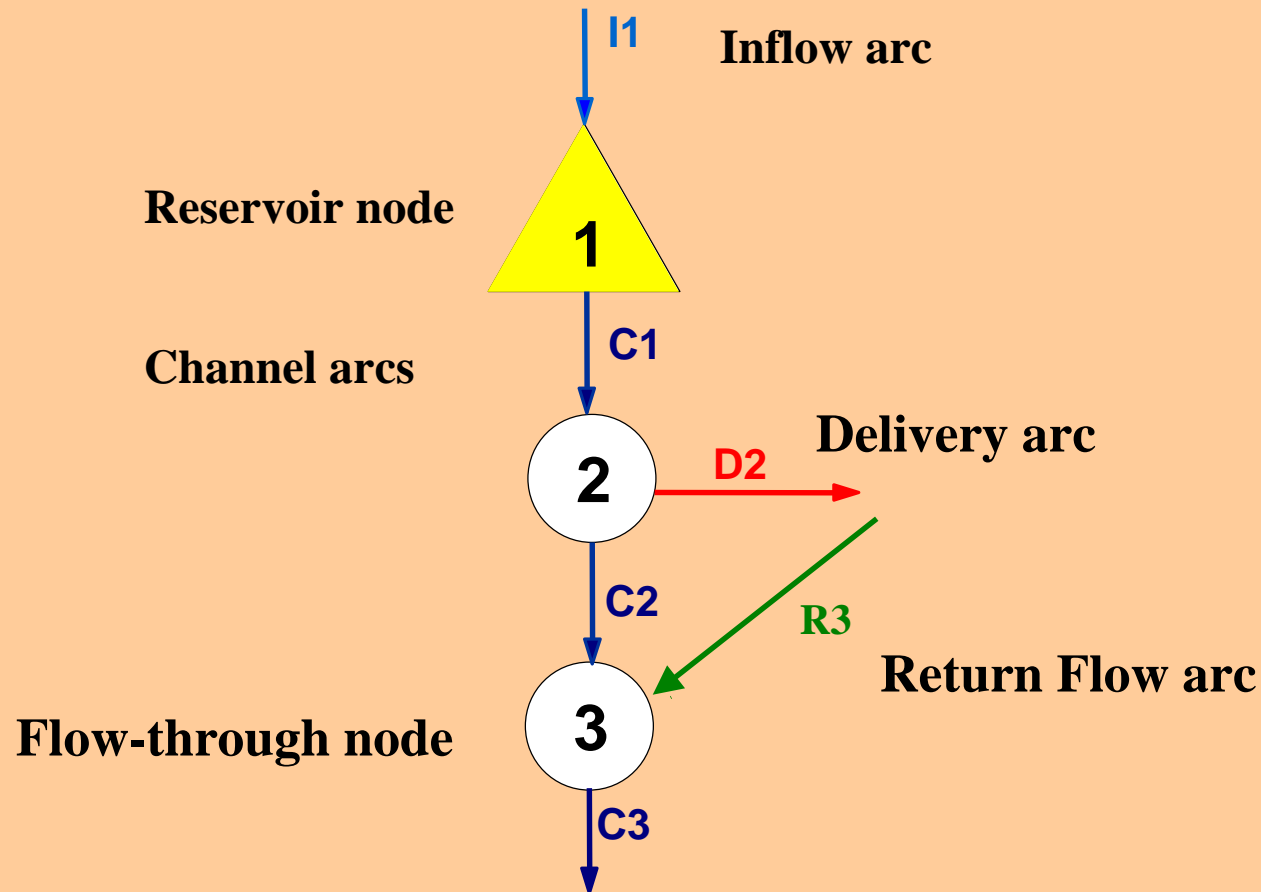 I1
Inflow arc
Reservoir node
1
C1
Channel arcs
Delivery arc
D2
2
C2
R3
Return Flow arc
3
Flow-through node
C3